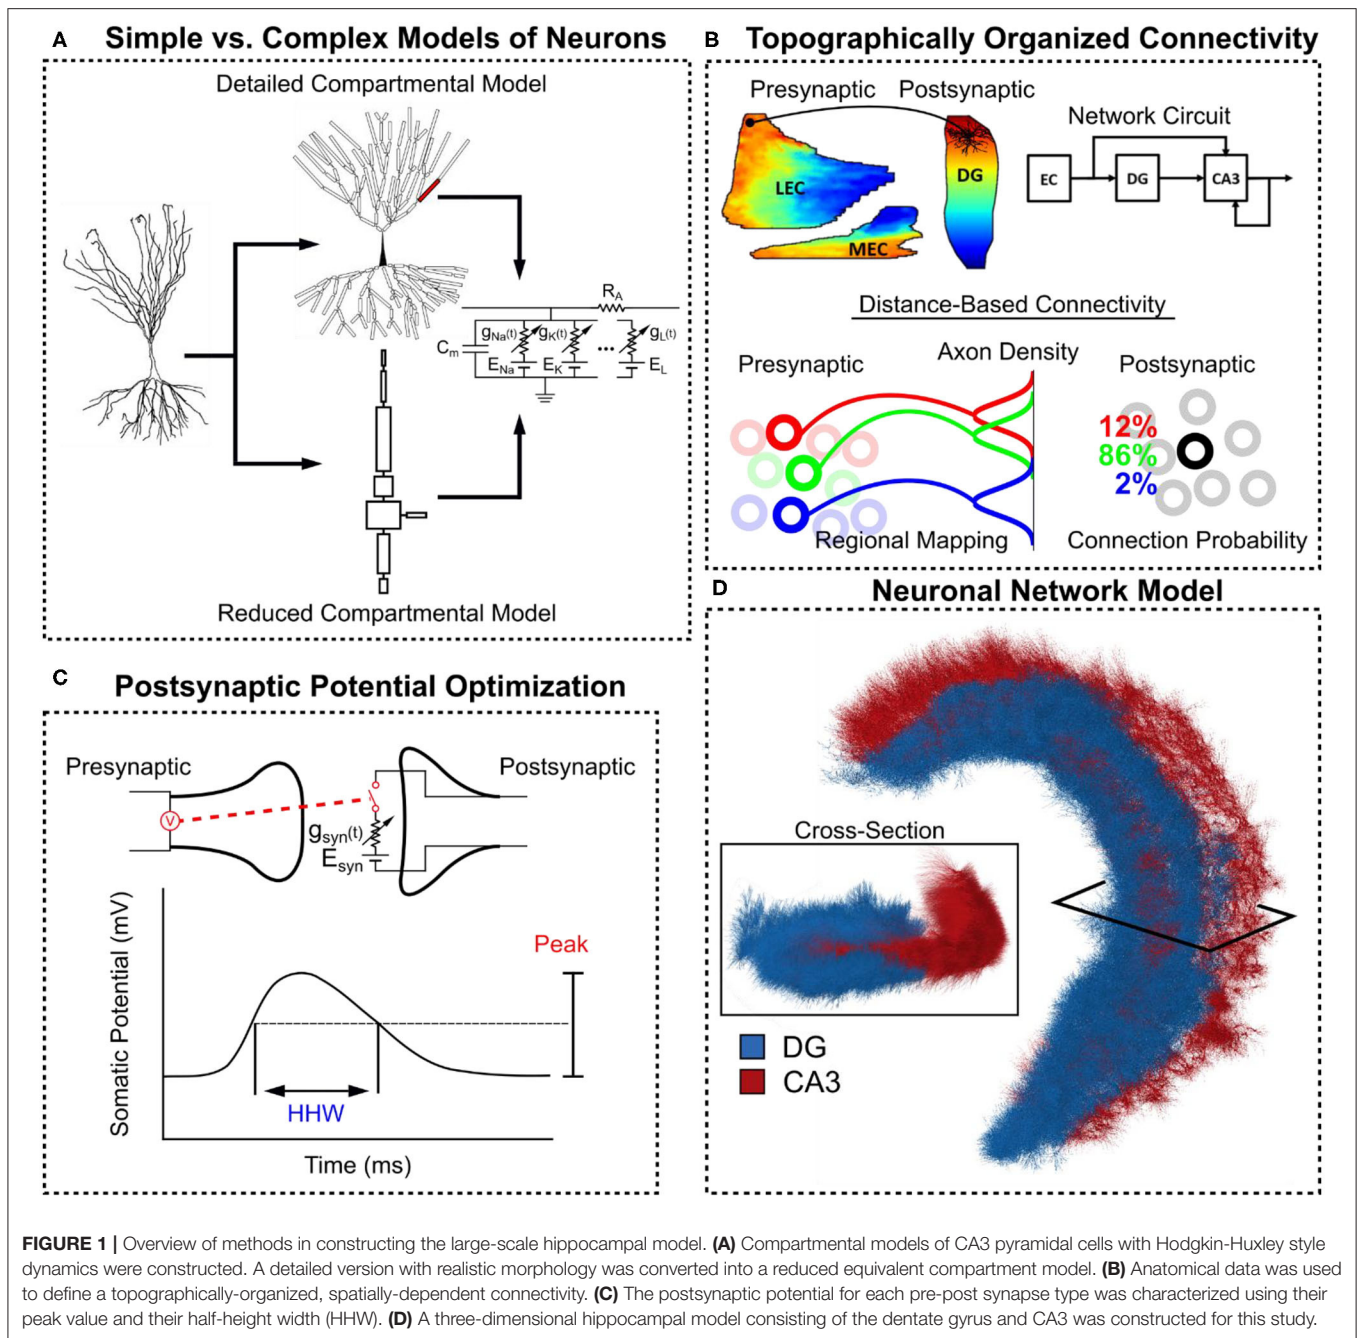 A Simple vs. Complex Models of Neurons
Detailed Compartmental Model
R_A
g_Na(t) g_K(t) ... g_L(t)
C_m
E_Na E_K E_L
Reduced Compartmental Model
B Topographically Organized Connectivity
Presynaptic Postsynaptic
Network Circuit
LEC
DG
MEC
EC DG CA3
Distance-Based Connectivity
Presynaptic Axon Density Postsynaptic
12%
86%
2%
Regional Mapping Connection Probability
C Postsynaptic Potential Optimization
Presynaptic Postsynaptic
V
g_syn(t)
E_syn
Somatic Potential (mV)
Peak
HHW
Time (ms)
D Neuronal Network Model
Cross-Section
DG
CA3
FIGURE 1 | Overview of methods in constructing the large-scale hippocampal model. (A) Compartmental models of CA3 pyramidal cells with Hodgkin-Huxley style
dynamics were constructed. A detailed version with realistic morphology was converted into a reduced equivalent compartment model. (B) Anatomical data was used
to define a topographically-organized, spatially-dependent connectivity. (C) The postsynaptic potential for each pre-post synapse type was characterized using their
peak value and their half-height width (HHW). (D) A three-dimensional hippocampal model consisting of the dentate gyrus and CA3 was constructed for this study.